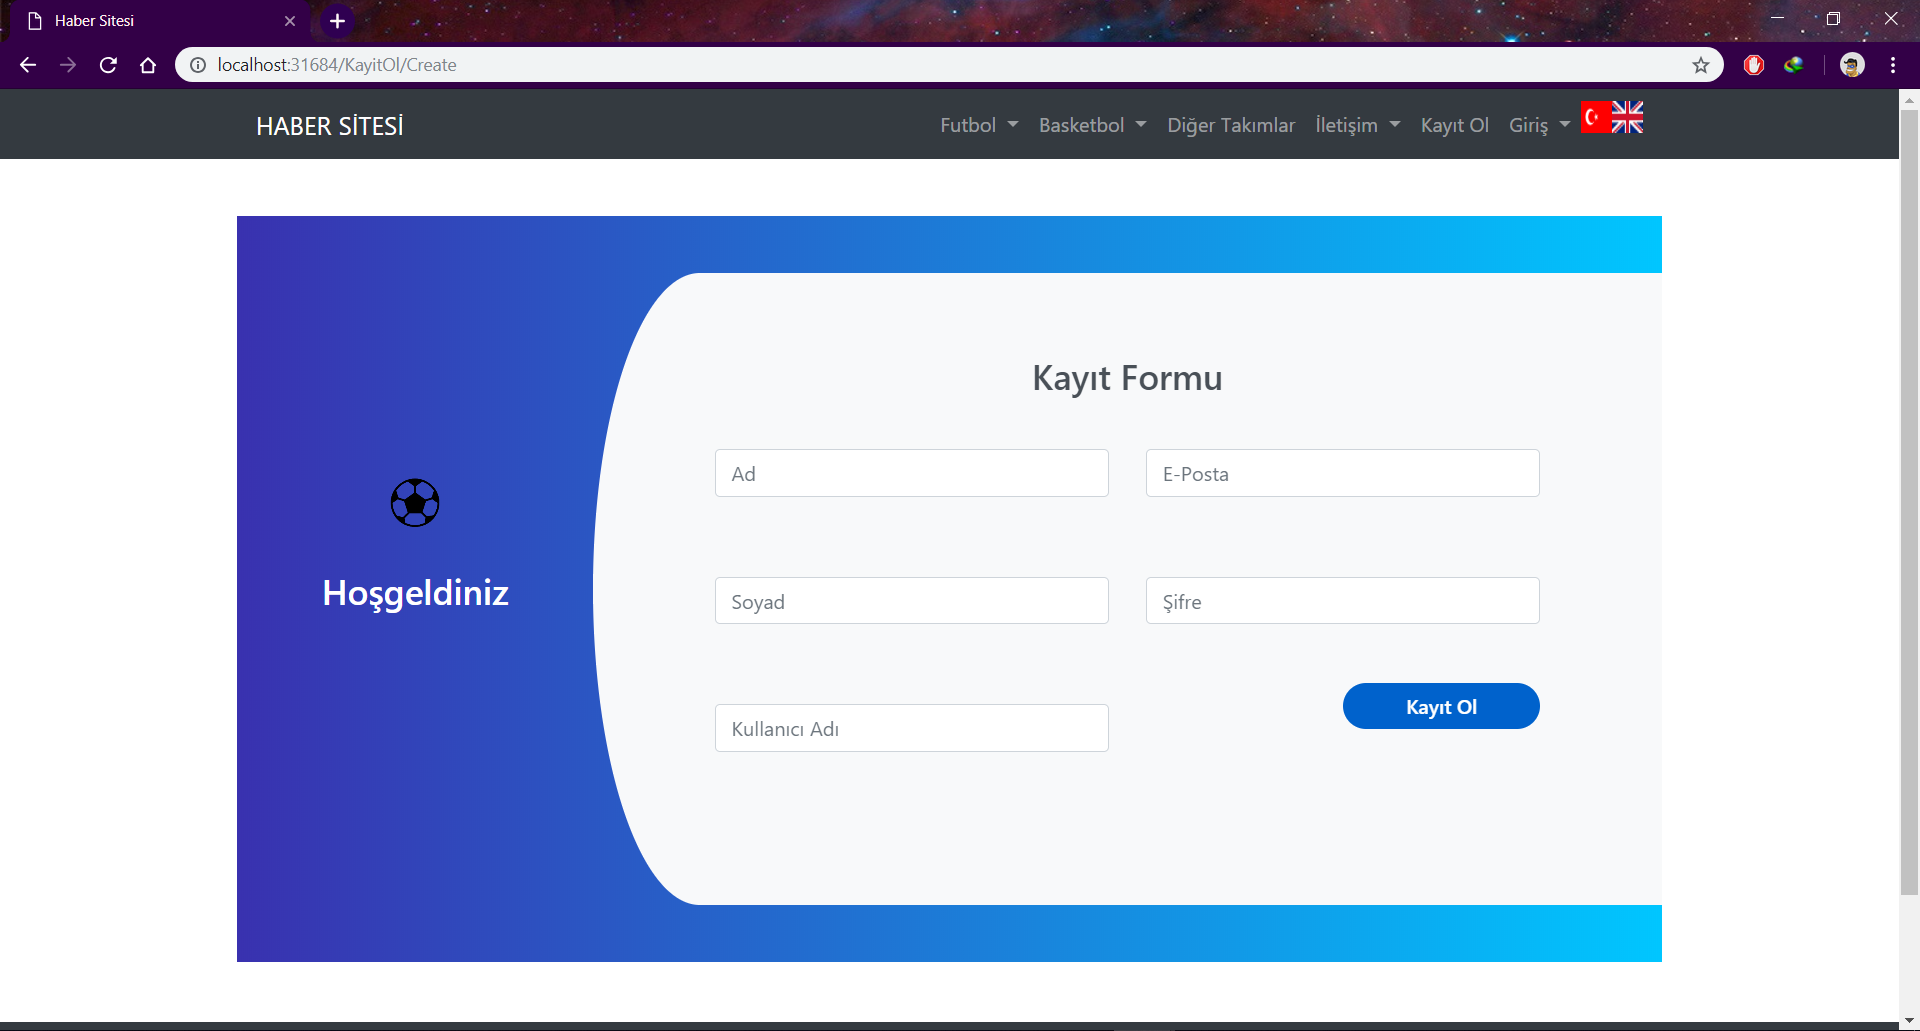 Haber Sitesi
localhost:31684/KayitOl/Create
HABER SİTESİ Futbol Basketbol Diğer Takımlar İletişim Kayıt Ol Giriş
Kayıt Formu
Ad E-Posta
Hoşgeldiniz
Soyad Şifre
Kayıt Ol
Kullanıcı Adı